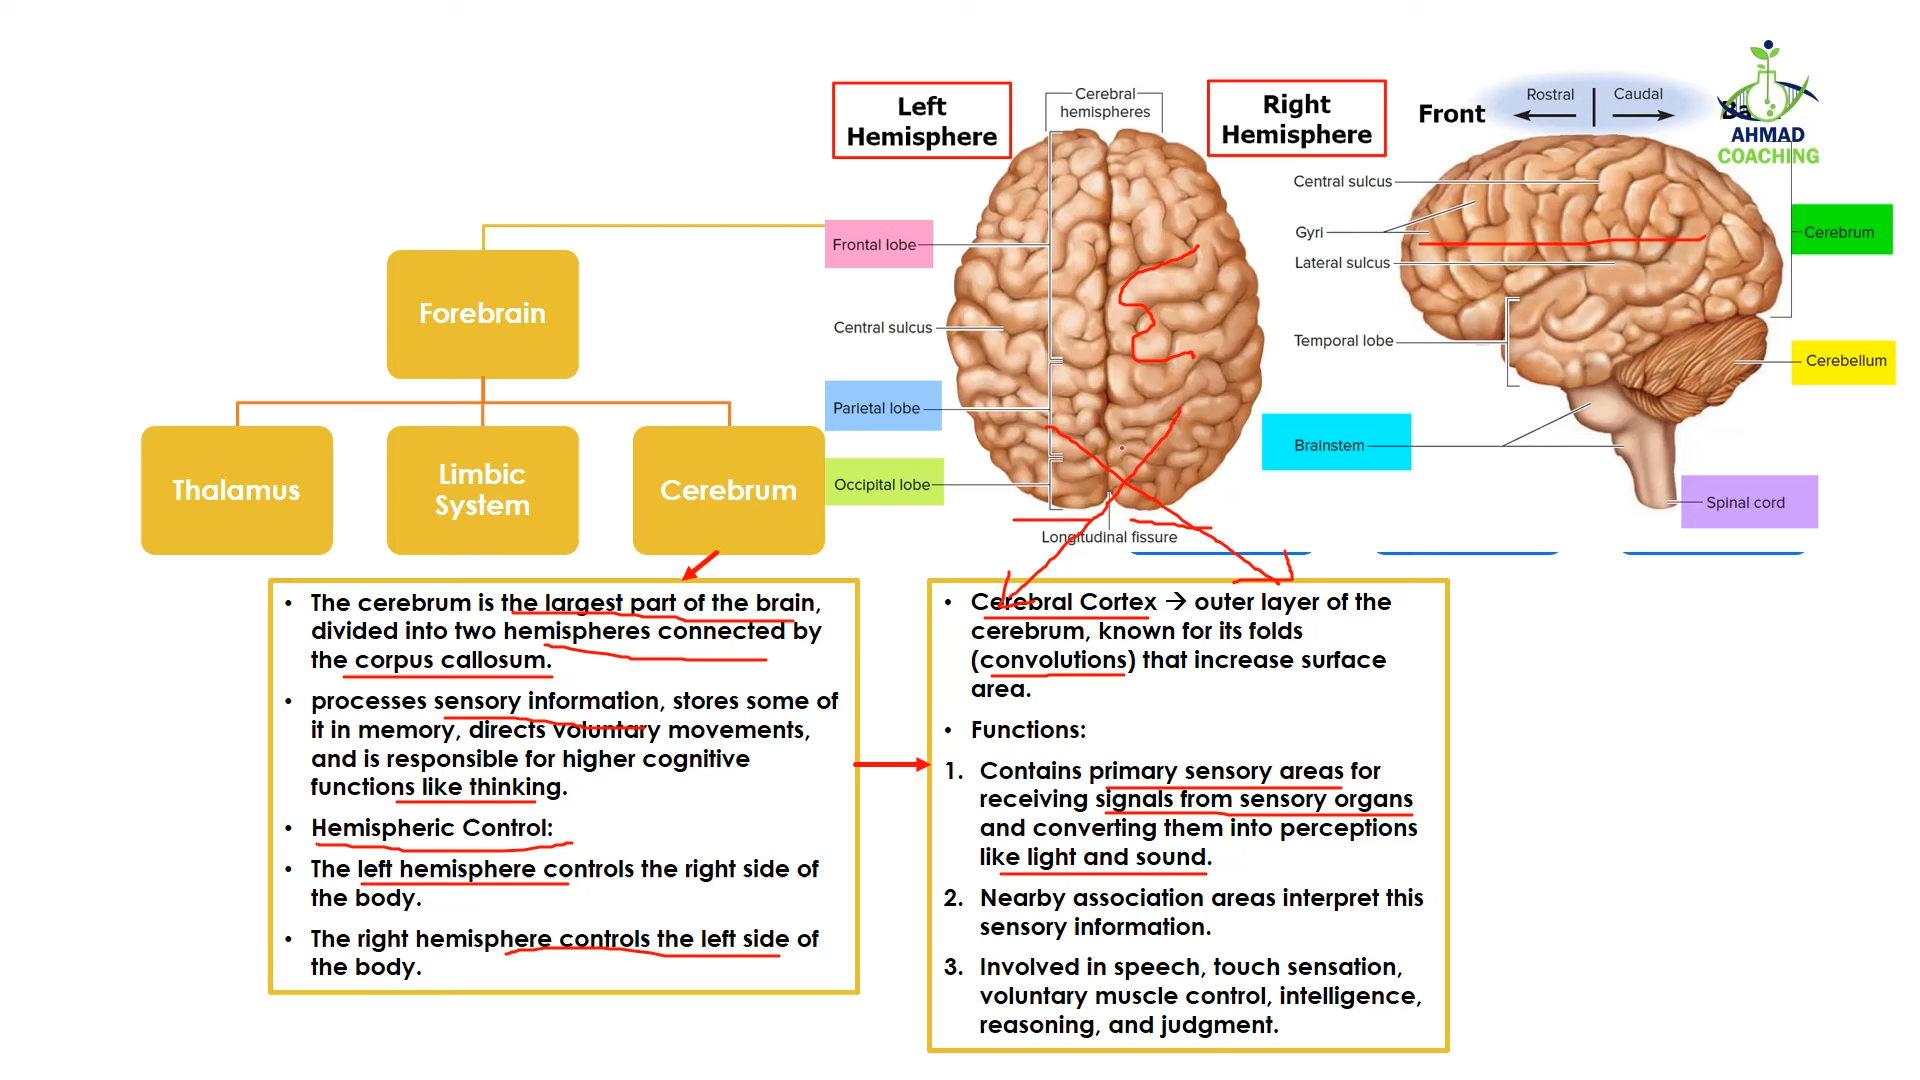 Left
Hemisphere
Cerebral
hemispheres
Right
Hemisphere
Front
Rostral
Caudal
AHMAD
COACHING
Central sulcus
Gyri
Lateral sulcus
Temporal lobe
Cerebrum
Cerebellum
Brainstem
Spinal cord
Frontal lobe
Central sulcus
Parietal lobe
Occipital lobe
Longitudinal fissure
Forebrain
Thalamus
Limbic
System
Cerebrum
• The cerebrum is the largest part of the brain,
divided into two hemispheres connected by
the corpus callosum.
• processes sensory information, stores some of
it in memory, directs voluntary movements,
and is responsible for higher cognitive
functions like thinking.
• Hemispheric Control:
• The left hemisphere controls the right side of
the body.
• The right hemisphere controls the left side of
the body.
• Cerebral Cortex → outer layer of the
cerebrum, known for its folds
(convolutions) that increase surface
area.
• Functions:
1. Contains primary sensory areas for
receiving signals from sensory organs
and converting them into perceptions
like light and sound.
2. Nearby association areas interpret this
sensory information.
3. Involved in speech, touch sensation,
voluntary muscle control, intelligence,
reasoning, and judgment.